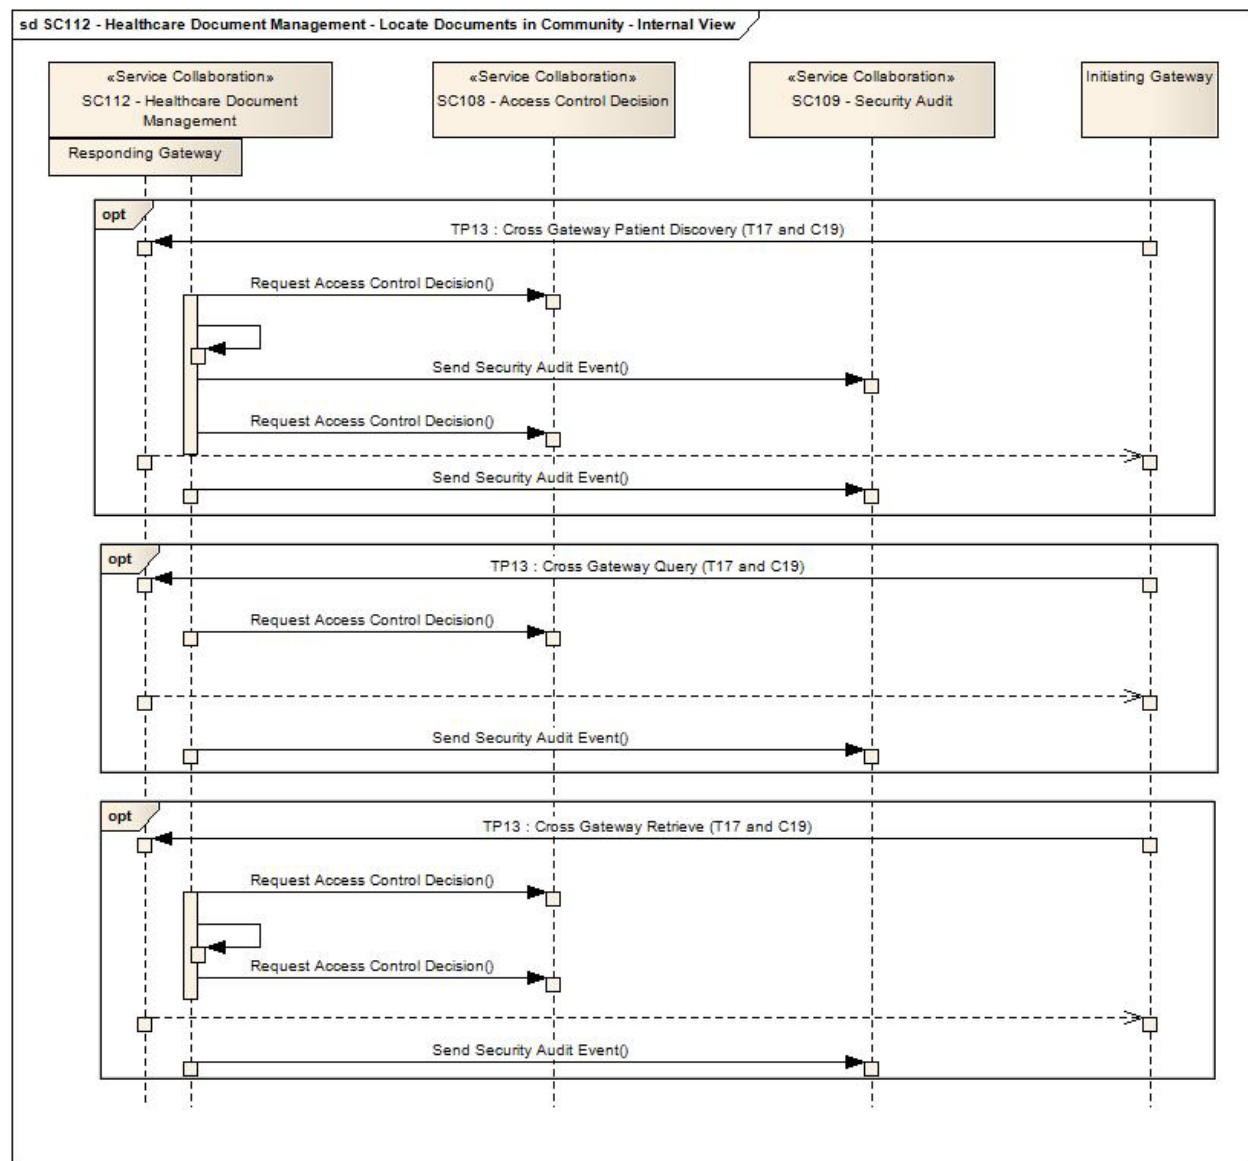 sd SC112 - Healthcare Document Management - Locate Documents in Community - Internal View
«Service Collaboration»
SC112 - Healthcare Document
Management
«Service Collaboration»
SC108 - Access Control Decision
«Service Collaboration»
SC109 - Security Audit
Initiating Gateway
Responding Gateway
opt
TP13 : Cross Gateway Patient Discovery (T17 and C19)
Request Access Control Decision()
Send Security Audit Event()
Request Access Control Decision()
Send Security Audit Event()
opt
TP13 : Cross Gateway Query (T17 and C19)
Request Access Control Decision()
Send Security Audit Event()
opt
TP13 : Cross Gateway Retrieve (T17 and C19)
Request Access Control Decision()
Request Access Control Decision()
Send Security Audit Event()